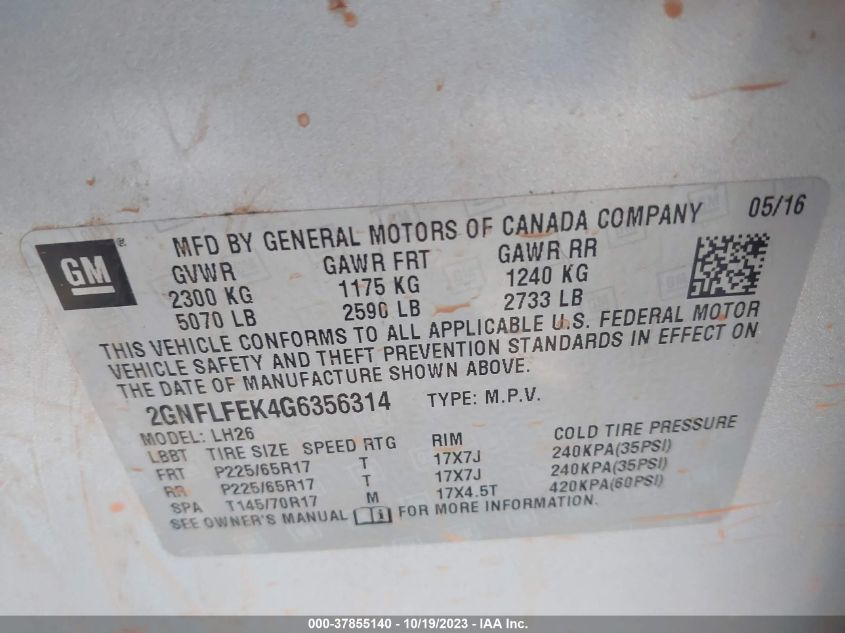 MFD BY GENERAL MOTORS OF CANADA COMPANY 05/16
GM ®
GVWR GAWR FRT GAWR RR
2300 KG 1175 KG 1240 KG
5070 LB 2590 LB 2733 LB
THIS VEHICLE CONFORMS TO ALL APPLICABLE U.S. FEDERAL MOTOR
VEHICLE SAFETY AND THEFT PREVENTION STANDARDS IN EFFECT ON
THE DATE OF MANUFACTURE SHOWN ABOVE.
2GNFLFEK4G6356314 TYPE: M.P.V.
MODEL: LH26
LBBT TIRE SIZE SPEED RTG RIM COLD TIRE PRESSURE
FRT P225/65R17 T 17X7J 240KPA(35PSI)
RR P225/65R17 T 17X7J 240KPA(35PSI)
SPA T145/70R17 M 17X4.5T 420KPA(60PSI)
SEE OWNER'S MANUAL i FOR MORE INFORMATION.
000-37855140 - 10/19/2023 - IAA Inc.